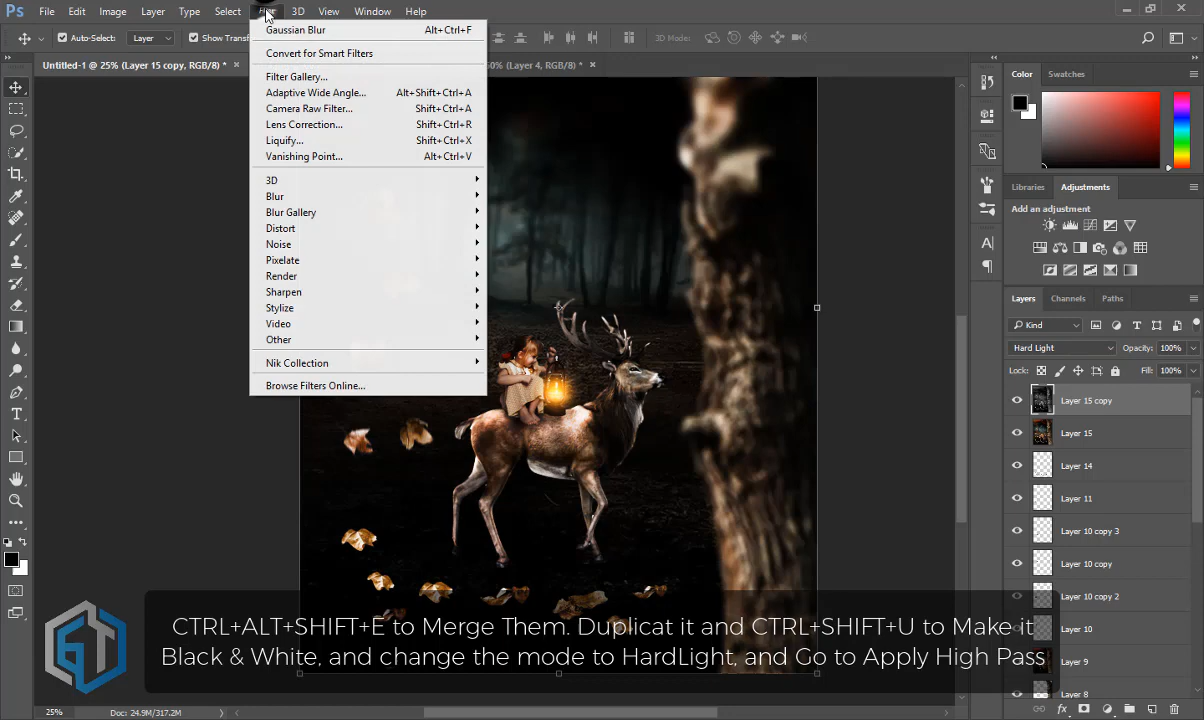 Ps File Edit Image Layer Type Select 3D View Window Help
Auto-Select: Layer Show Transf 3D Mode:
Untitled-1 @ 25% (Layer 15 copy, RGB/8) * × 50% (Layer 4, RGB/8) * ×
Gaussian Blur Alt+Ctrl+F
Convert for Smart Filters
Filter Gallery...
Adaptive Wide Angle... Alt+Shift+Ctrl+A
Camera Raw Filter... Shift+Ctrl+A
Lens Correction... Shift+Ctrl+R
Liquify... Shift+Ctrl+X
Vanishing Point... Alt+Ctrl+V
3D
Blur
Blur Gallery
Distort
Noise
Pixelate
Render
Sharpen
Stylize
Video
Other
Nik Collection
Browse Filters Online...
Color Swatches
Libraries Adjustments
Add an adjustment
Layers Channels Paths
Kind
Hard Light Opacity: 100%
Lock: Fill: 100%
Layer 15 copy
Layer 15
Layer 14
Layer 11
Layer 10 copy 3
Layer 10 copy
Layer 10 copy 2
Layer 10
Layer 9
Layer 8
CTRL+ALT+SHIFT+E to Merge Them. Duplicat it and CTRL+SHIFT+U to Make it
Black & White, and change the mode to HardLight, and Go to Apply High Pass
25% Doc: 24.9M/317.2M